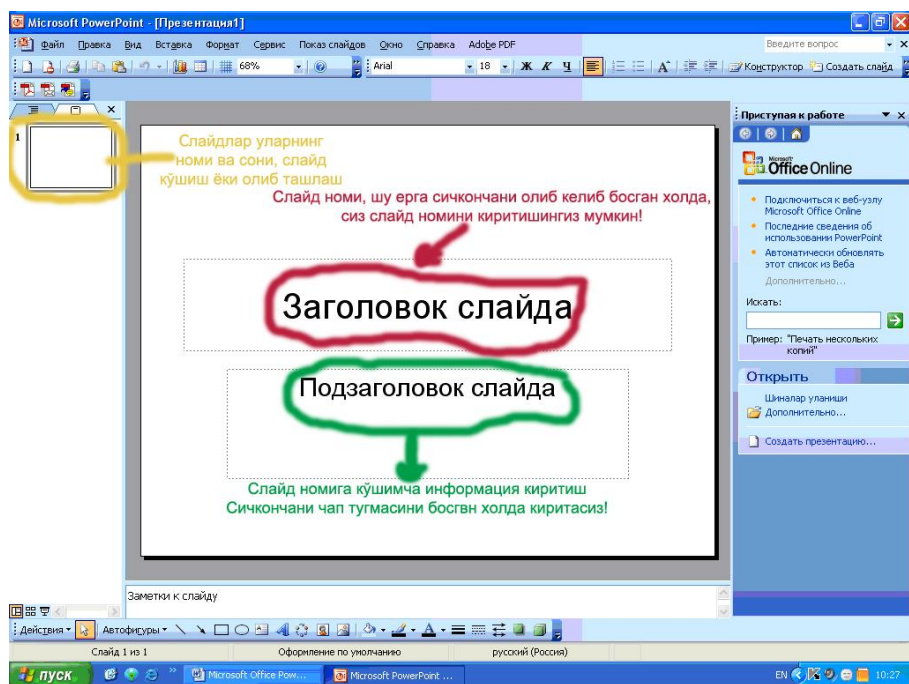 Microsoft PowerPoint - [Презентация1]
Файл Правка Вид Вставка Формат Сервис Показ слайдов Окно Справка Adobe PDF
Введите вопрос
68%
Arial
18
Ж К Ч
Конструктор
Создать слайд
Приступая к работе
1
Слайдлар уларнинг
номи ва сони, слайд
кўшиш ёки олиб ташлаш
Слайд номи, шу ерга сичкончани олиб келиб босган холда,
сиз слайд номини киритишингиз мумкин!
Заголовок слайда
Подзаголовок слайда
Слайд номига кўшимча информация киритиш
Сичкончани чап тугмасини босгвн холда киритасиз!
Microsoft
Office Online
Подключиться к веб-узлу
Microsoft Office Online
Последние сведения об
использовании PowerPoint
Автоматически обновлять
этот список из Веба
Дополнительно...
Искать:
Пример: "Печать нескольких
копий"
Открыть
Шиналар уланиши
Дополнительно...
Создать презентацию...
Заметки к слайду
Действия
Автофигуры
Слайд 1 из 1
Оформление по умолчанию
русский (Россия)
пуск
Microsoft Office Pow...
Microsoft PowerPoint ...
EN
10:27